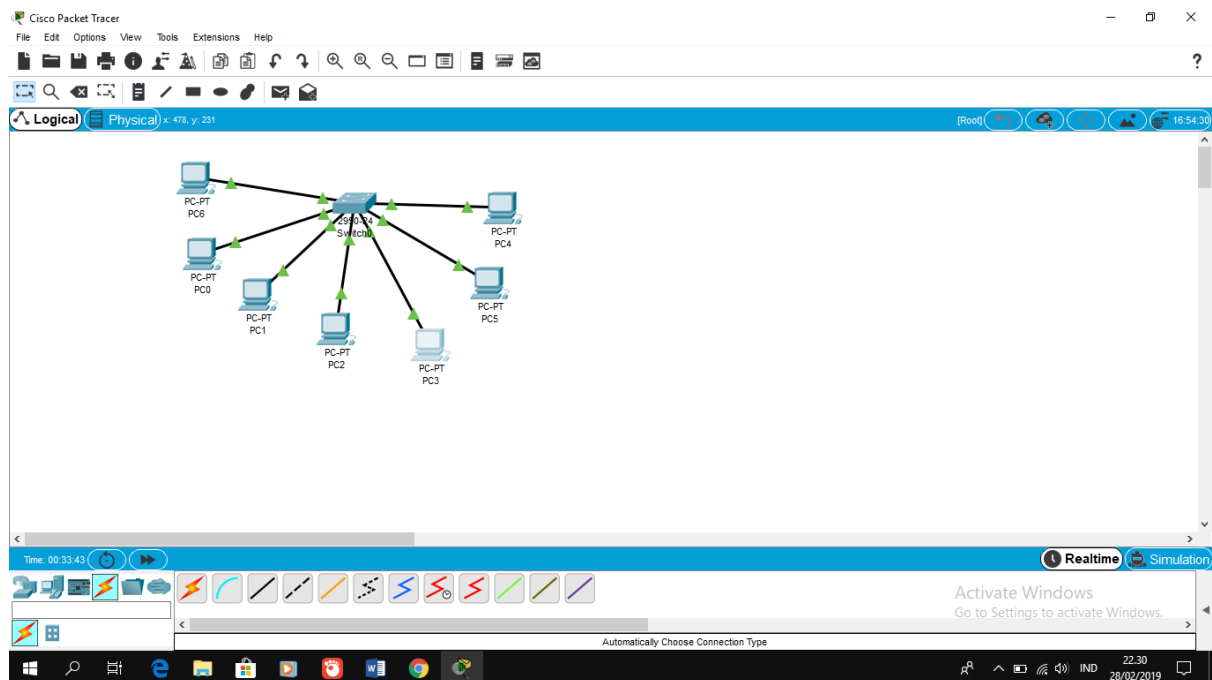 Cisco Packet Tracer
File Edit Options View Tools Extensions Help
?
Logical Physical x: 478, y: 231 [Root] 16:54:30
PC-PT
PC6
2950-24
Switch0
PC-PT
PC4
PC-PT
PC0
PC-PT
PC1
PC-PT
PC5
PC-PT
PC2
PC-PT
PC3
Time: 00:33:43 Realtime Simulation
Activate Windows
Go to Settings to activate Windows.
Automatically Choose Connection Type
IND
22.30
28/02/2019